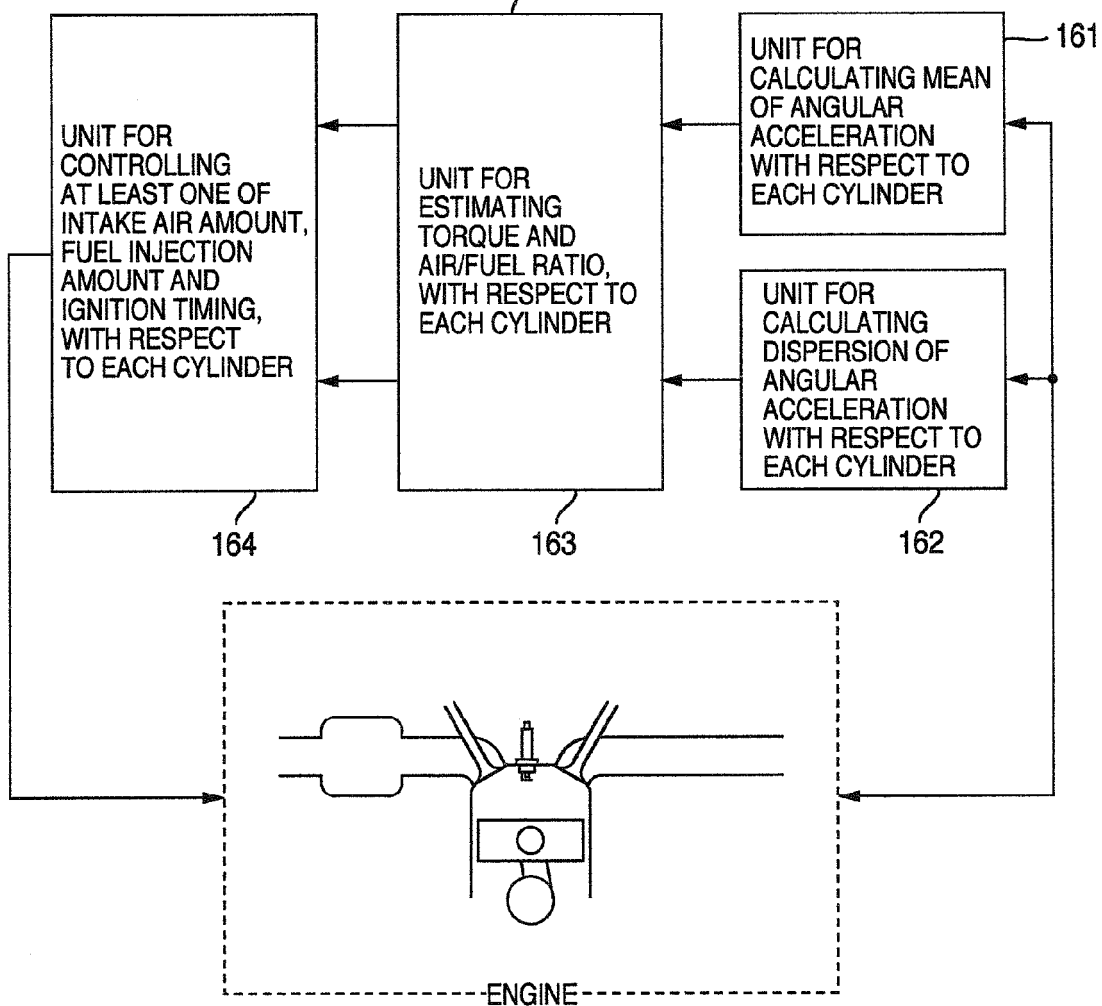 161
UNIT FOR
CALCULATING MEAN
OF ANGULAR
ACCELERATION
WITH RESPECT TO
EACH CYLINDER
UNIT FOR
CONTROLLING
AT LEAST ONE OF
INTAKE AIR AMOUNT,
FUEL INJECTION
AMOUNT AND
IGNITION TIMING,
WITH RESPECT
TO EACH CYLINDER
UNIT FOR
ESTIMATING
TORQUE AND
AIR/FUEL RATIO,
WITH RESPECT TO
EACH CYLINDER
UNIT FOR
CALCULATING
DISPERSION OF
ANGULAR
ACCELERATION
WITH RESPECT TO
EACH CYLINDER
164
163
162
ENGINE